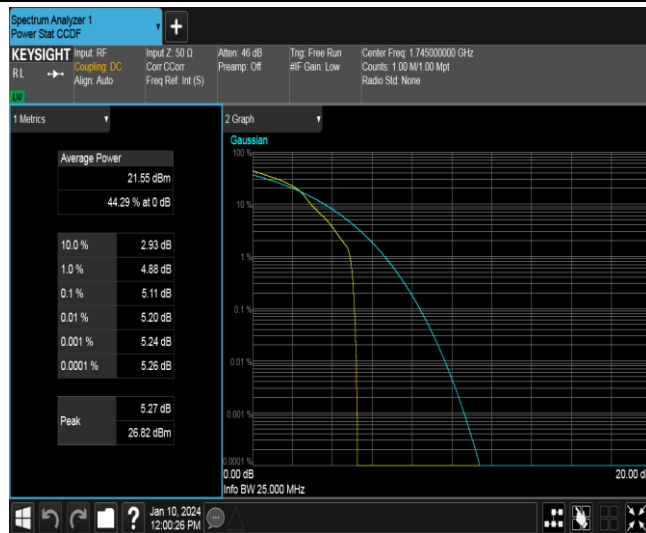 Spectrum Analyzer 1
Power Stat CCDF
+
KEYSIGHT
RL
LXI
Input: RF
Coupling: DC
Align: Auto
Input Z: 50 Ω
Corr CCorr
Freq Ref: Int (S)
Atten: 46 dB
Preamp: Off
Trig: Free Run
#IF Gain: Low
Center Freq: 1.745000000 GHz
Counts: 1.00 M/1.00 Mpt
Radio Std: None
1 Metrics
Average Power
21.55 dBm
44.29 % at 0 dB
10.0 % 2.93 dB
1.0 % 4.88 dB
0.1 % 5.11 dB
0.01 % 5.20 dB
0.001 % 5.24 dB
0.0001 % 5.26 dB
Peak
5.27 dB
26.82 dBm
2 Graph
Gaussian
100 %
10 %
1 %
0.1 %
0.01 %
0.001 %
0.0001 %
0.00 dB
20.00 d
Info BW 25.000 MHz
?
Jan 10, 2024
12:00:26 PM